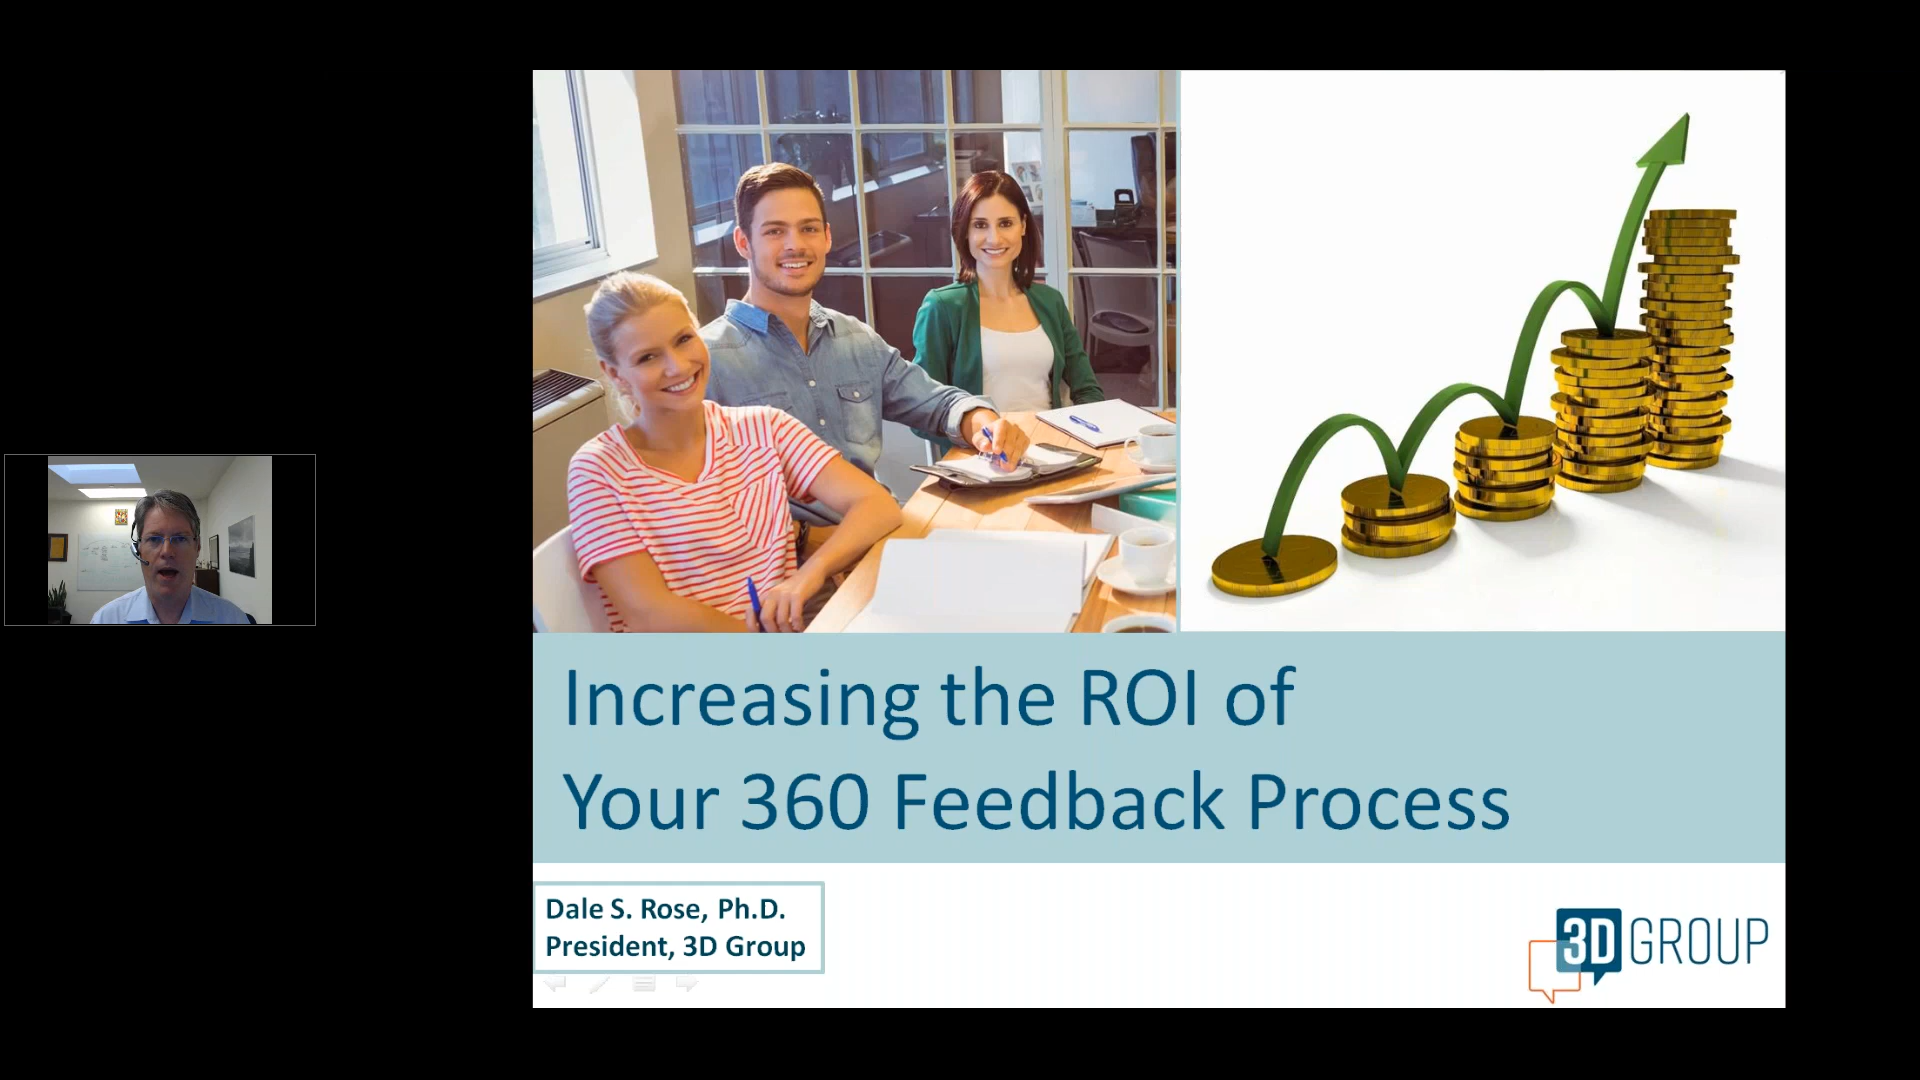 Increasing the ROI of
Your 360 Feedback Process
Dale S. Rose, Ph.D.
President, 3D Group
3D GROUP